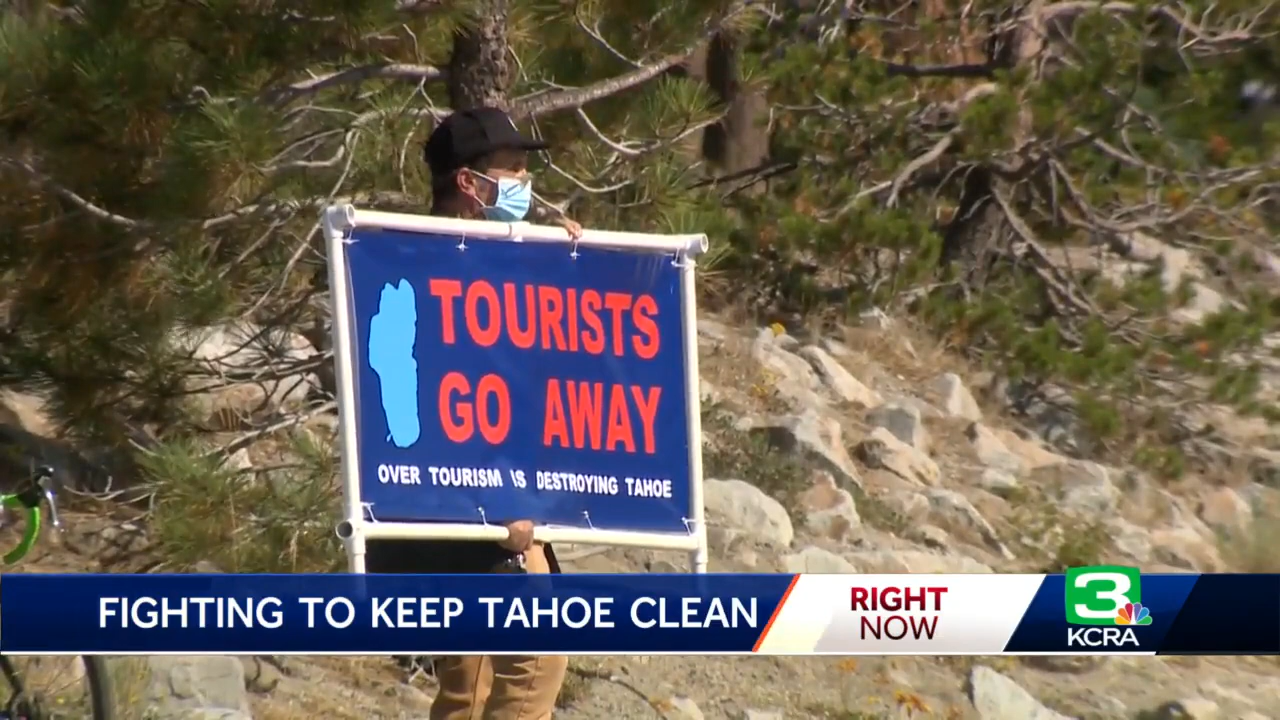 TOURISTS
GO AWAY
OVER TOURISM IS DESTROYING TAHOE
FIGHTING TO KEEP TAHOE CLEAN
RIGHT
NOW
3
KCRA